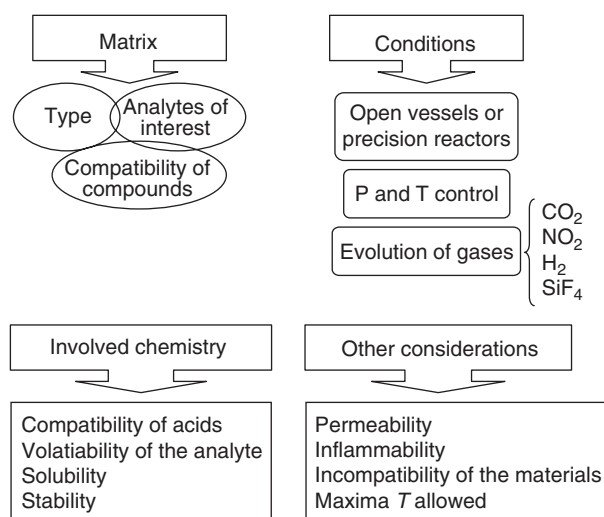 Matrix
Type
Analytes of
interest
Compatibility of
compounds
Conditions
Open vessels or
precision reactors
P and T control
Evolution of gases
CO₂
NO₂
H₂
SiF₄
Involved chemistry
Compatibility of acids
Volatiability of the analyte
Solubility
Stability
Other considerations
Permeability
Inflammability
Incompatibility of the materials
Maxima T allowed